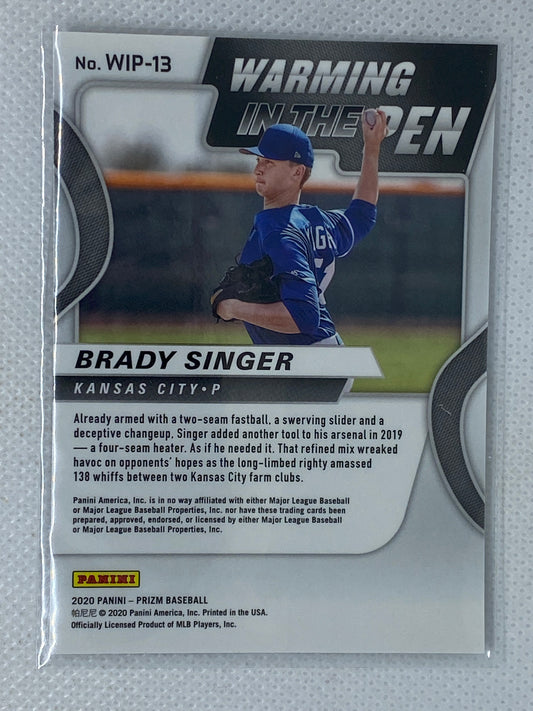 No. WIP-13
WARMING
IN THE PEN
BRADY SINGER
KANSAS CITY • P
Already armed with a two-seam fastball, a swerving slider and a
deceptive changeup, Singer added another tool to his arsenal in 2019
— a four-seam heater. As if he needed it. That refined mix wreaked
havoc on opponents' hopes as the long-limbed righty amassed
138 whiffs between two Kansas City farm clubs.
Panini America, Inc. is in no way affiliated with either Major League Baseball
or Major League Baseball Properties, Inc. nor have these trading cards been
prepared, approved, endorsed, or licensed by either Major League Baseball
or Major League Baseball Properties, Inc.
PANINI
2020 PANINI – PRIZM BASEBALL
帕尼尼 © 2020 Panini America, Inc. Printed in the USA.
Officially Licensed Product of MLB Players, Inc.